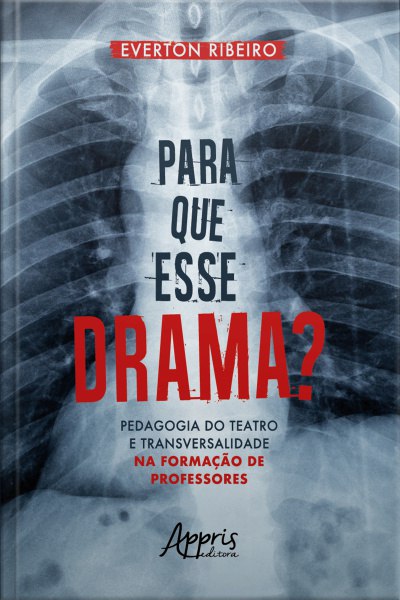 EVERTON RIBEIRO
PARA
QUE
ESSE
DRAMA?
PEDAGOGIA DO TEATRO
E TRANSVERSALIDADE
NA FORMAÇÃO DE
PROFESSORES
Appris
editora